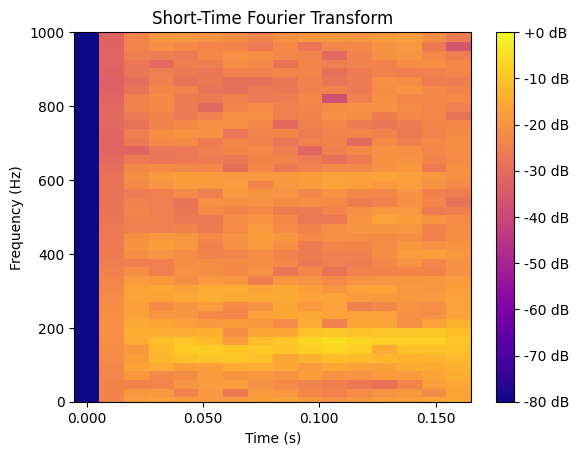 Short-Time Fourier Transform
Frequency (Hz)
1000
800
600
400
200
0
0.000
0.050
0.100
0.150
Time (s)
+0 dB
-10 dB
-20 dB
-30 dB
-40 dB
-50 dB
-60 dB
-70 dB
-80 dB